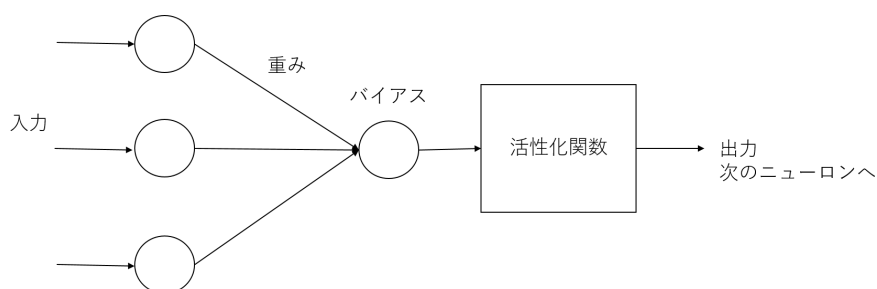 重み
バイアス
入力
活性化関数
出力
次のニューロンへ